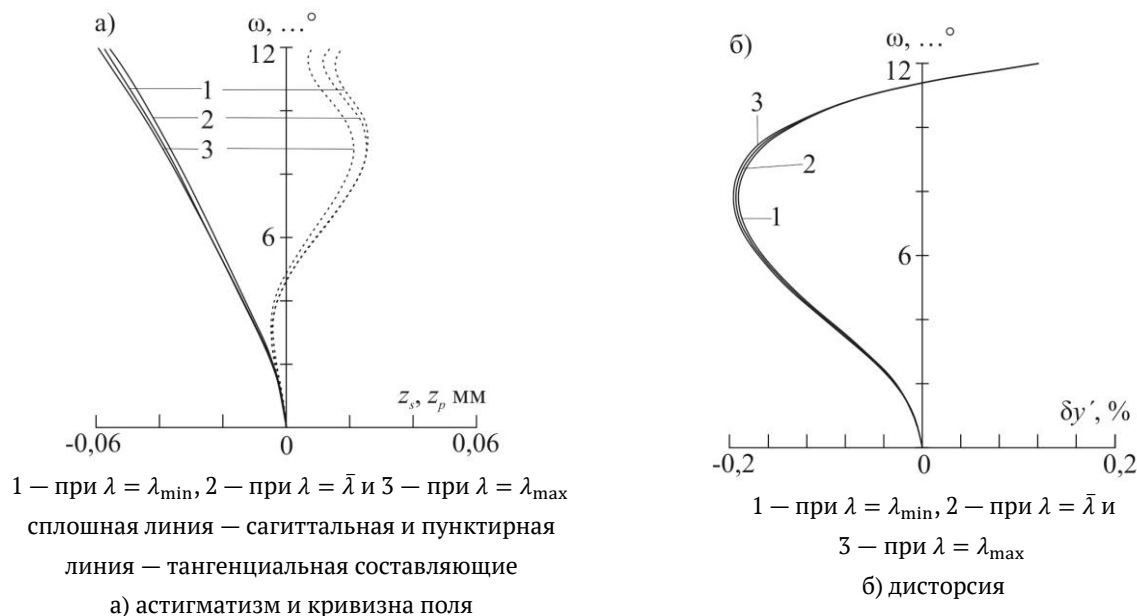 а)
ω, ...°
12
1
2
3
6
z_s, z_p мм
-0,06
0
0,06
1 — при λ = λ_min, 2 — при λ = λ̄ и 3 — при λ = λ_max
сплошная линия — сагиттальная и пунктирная
линия — тангенциальная составляющие
а) астигматизм и кривизна поля
б)
ω, ...°
12
3
2
1
6
δy′, %
-0,2
0
0,2
1 — при λ = λ_min, 2 — при λ = λ̄ и
3 — при λ = λ_max
б) дисторсия